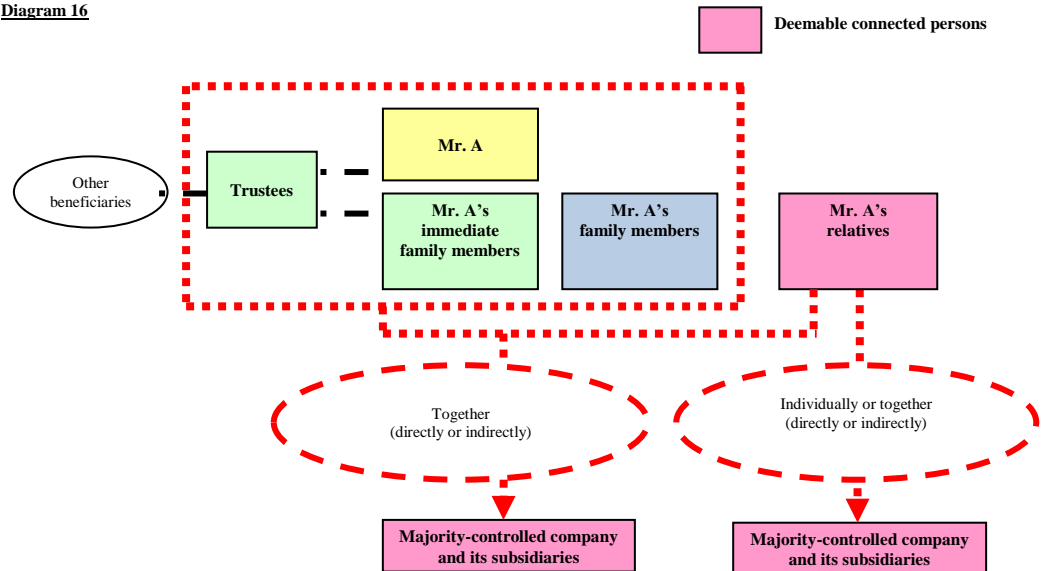 Diagram 16
Deemable connected persons
Mr. A
Other
beneficiaries
Trustees
Mr. A’s
immediate
family members
Mr. A’s
family members
Mr. A’s
relatives
Together
(directly or indirectly)
Individually or together
(directly or indirectly)
Majority-controlled company
and its subsidiaries
Majority-controlled company
and its subsidiaries